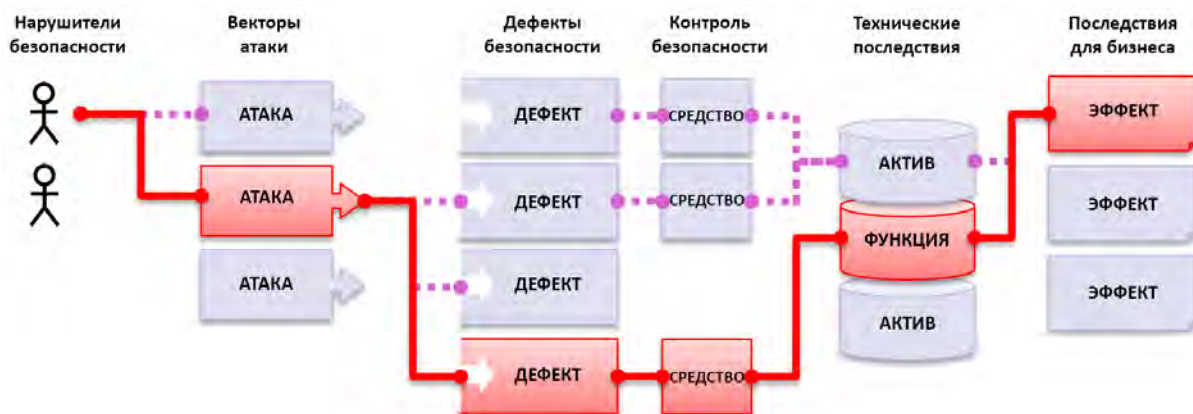 Нарушители безопасности
Векторы атаки
Дефекты безопасности
Контроль безопасности
Технические последствия
Последствия для бизнеса
АТАКА
АТАКА
АТАКА
ДЕФЕКТ
ДЕФЕКТ
ДЕФЕКТ
ДЕФЕКТ
СРЕДСТВО
СРЕДСТВО
СРЕДСТВО
АКТИВ
ФУНКЦИЯ
АКТИВ
ЭФФЕКТ
ЭФФЕКТ
ЭФФЕКТ